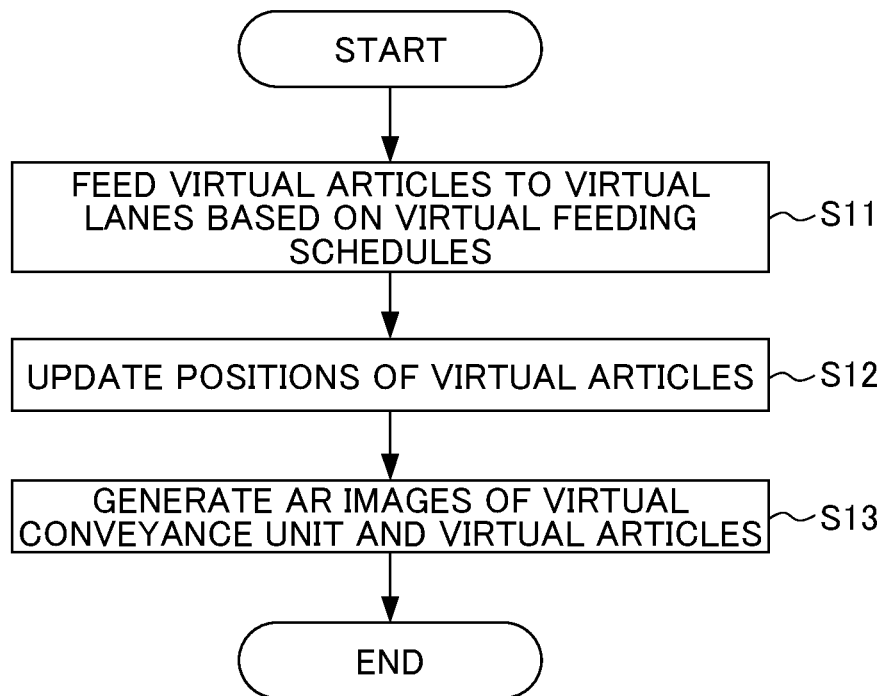 START
FEED VIRTUAL ARTICLES TO VIRTUAL
LANES BASED ON VIRTUAL FEEDING
SCHEDULES
S11
UPDATE POSITIONS OF VIRTUAL ARTICLES
S12
GENERATE AR IMAGES OF VIRTUAL
CONVEYANCE UNIT AND VIRTUAL ARTICLES
S13
END